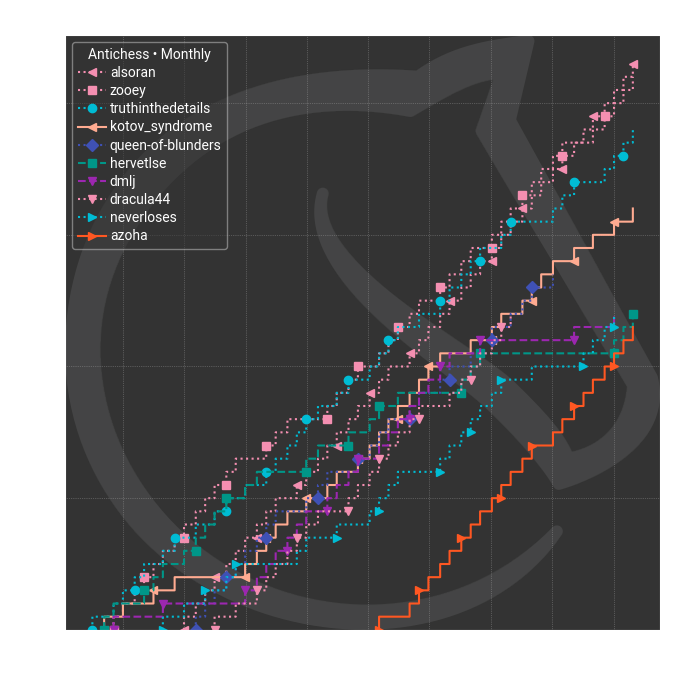 Antichess • Monthly
alsoran
zooey
truthinthedetails
kotov_syndrome
queen-of-blunders
hervetlse
dmlj
dracula44
neverloses
azoha